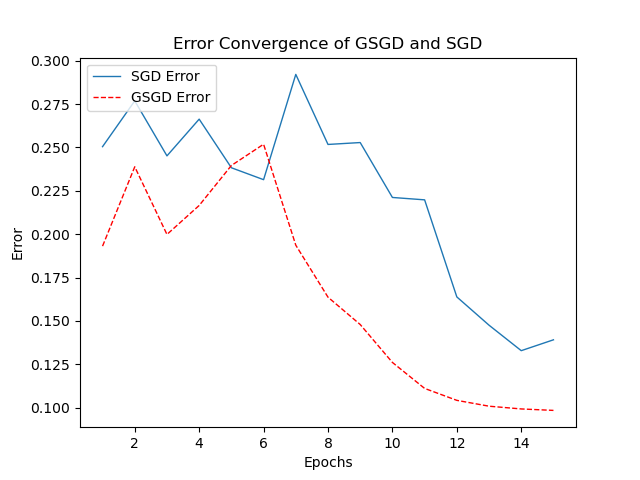 Error Convergence of GSGD and SGD
SGD Error
GSGD Error
0.300
0.275
0.250
0.225
0.200
0.175
0.150
0.125
0.100
Error
2 4 6 8 10 12 14
Epochs